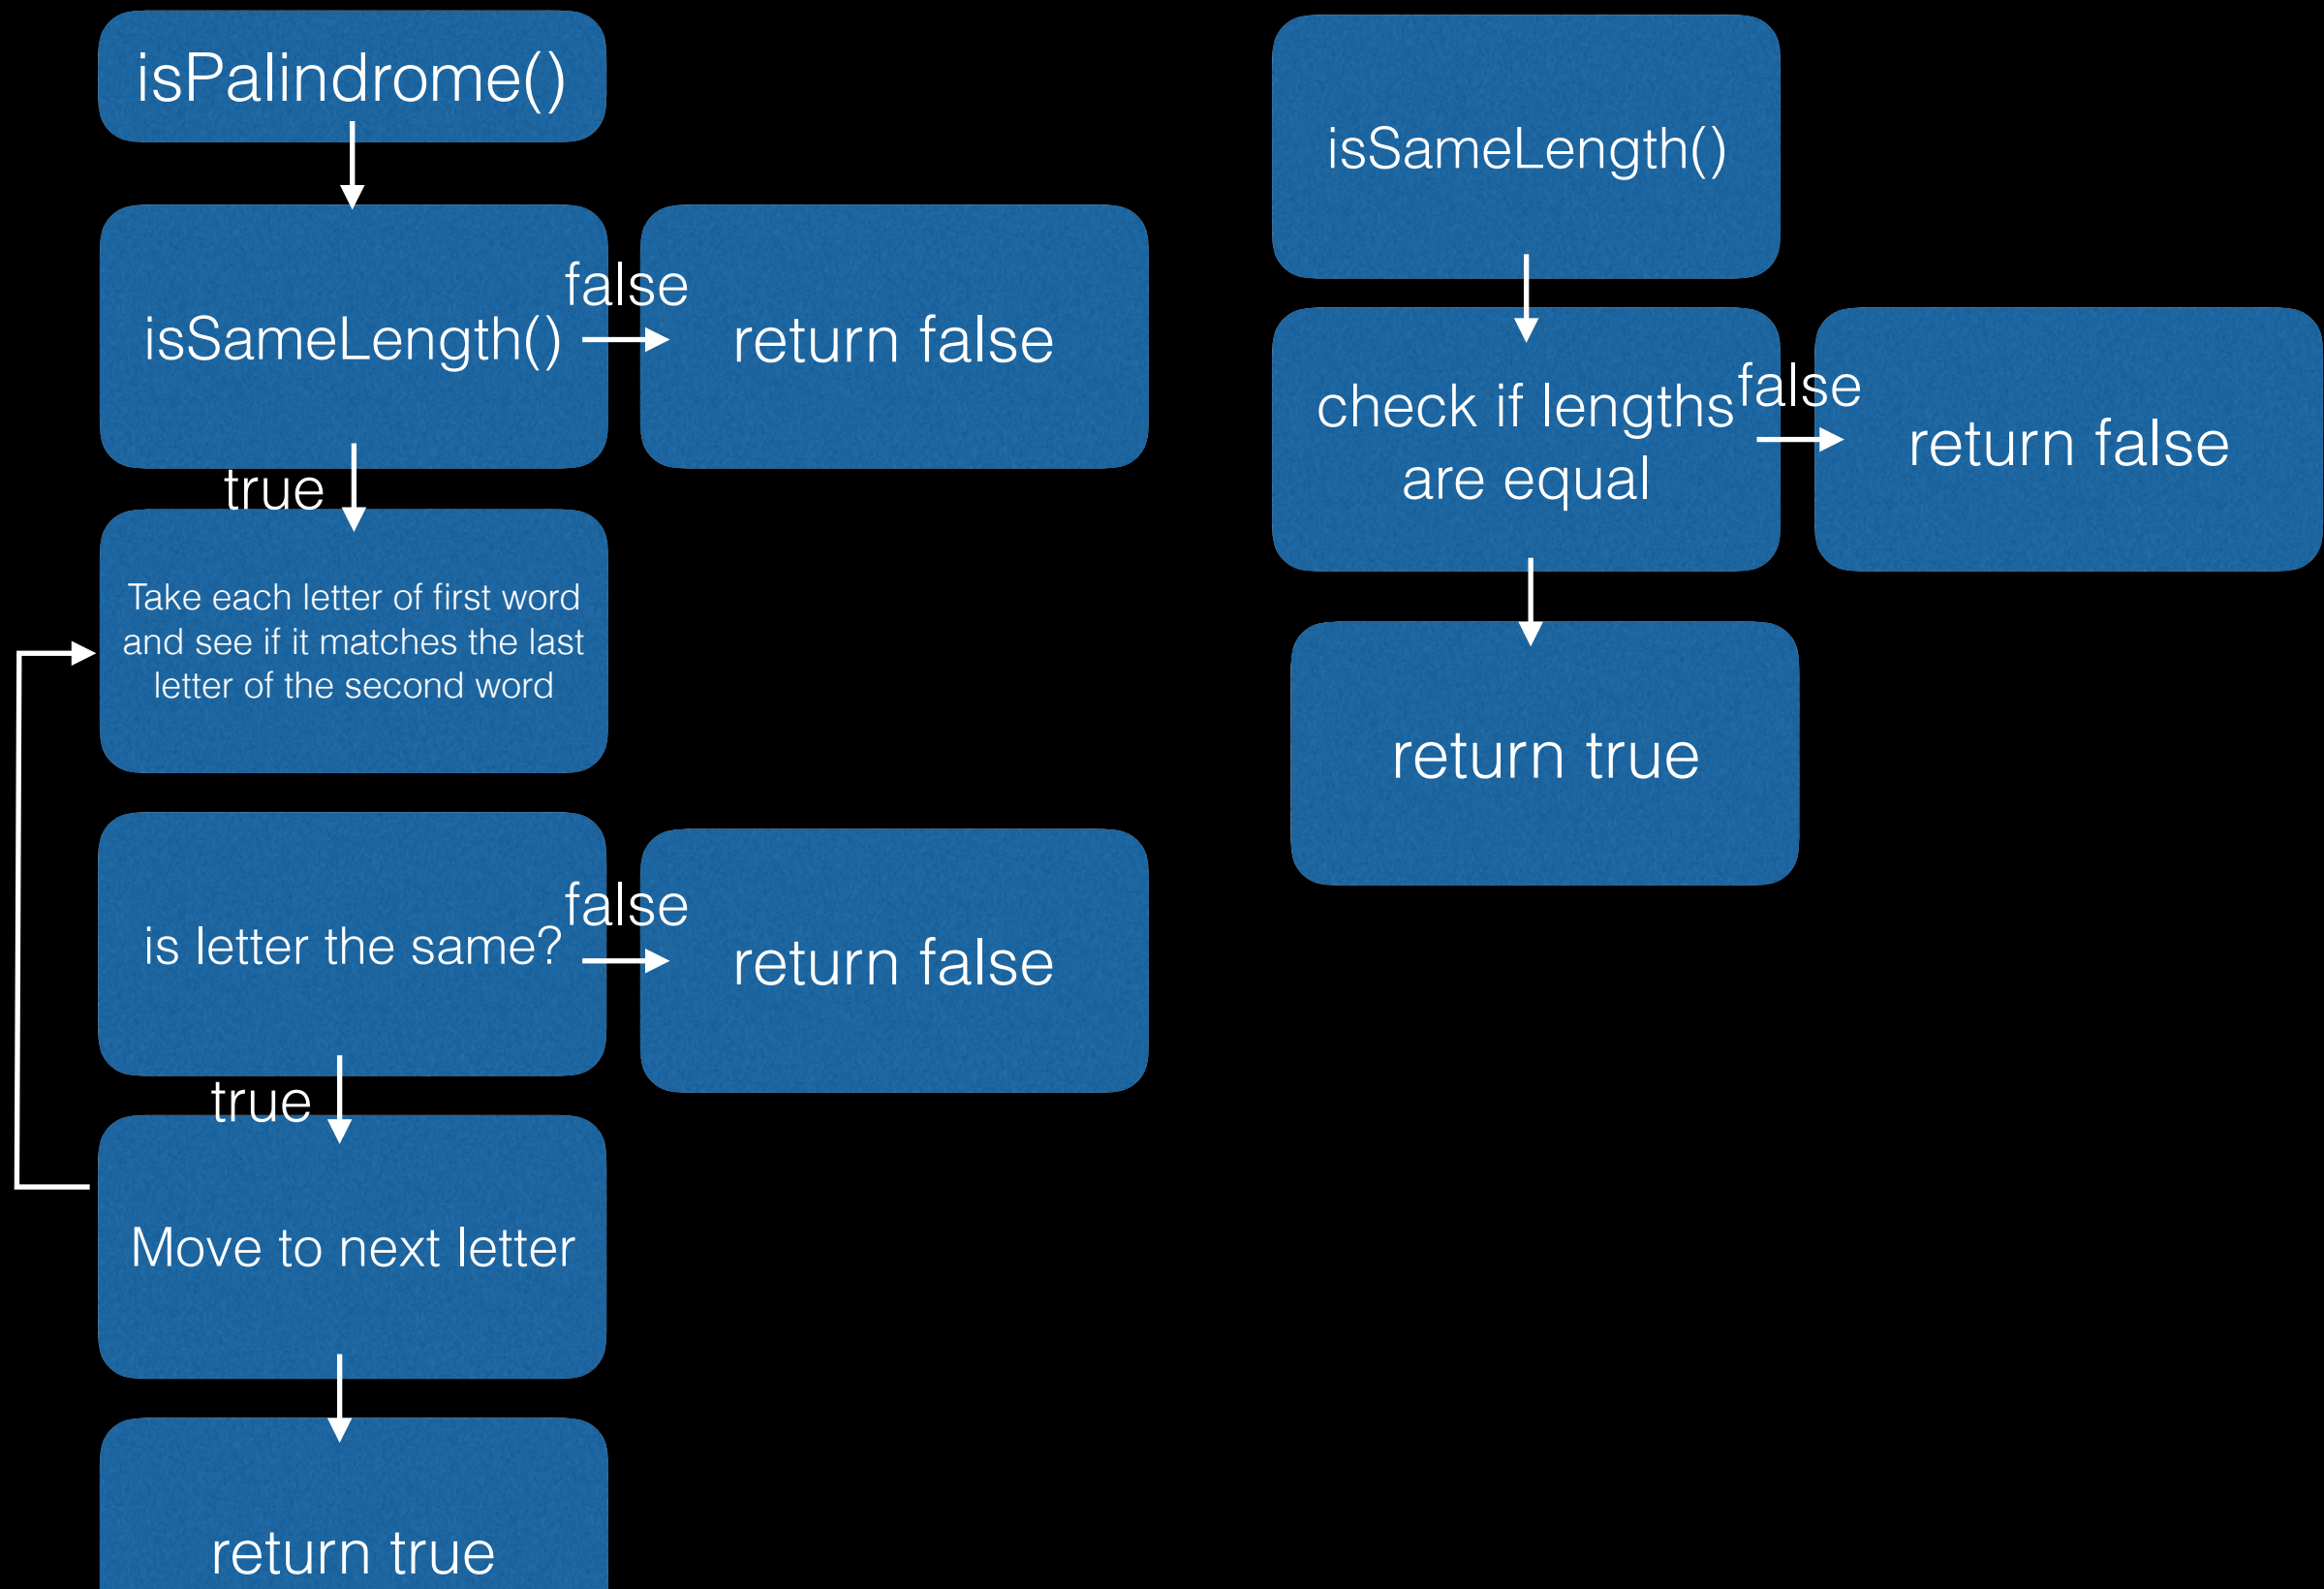 isPalindrome()
isSameLength()
false
return false
true
Take each letter of first word
and see if it matches the last
letter of the second word
is letter the same?
false
return false
true
Move to next letter
return true
isSameLength()
check if lengths
are equal
false
return false
return true